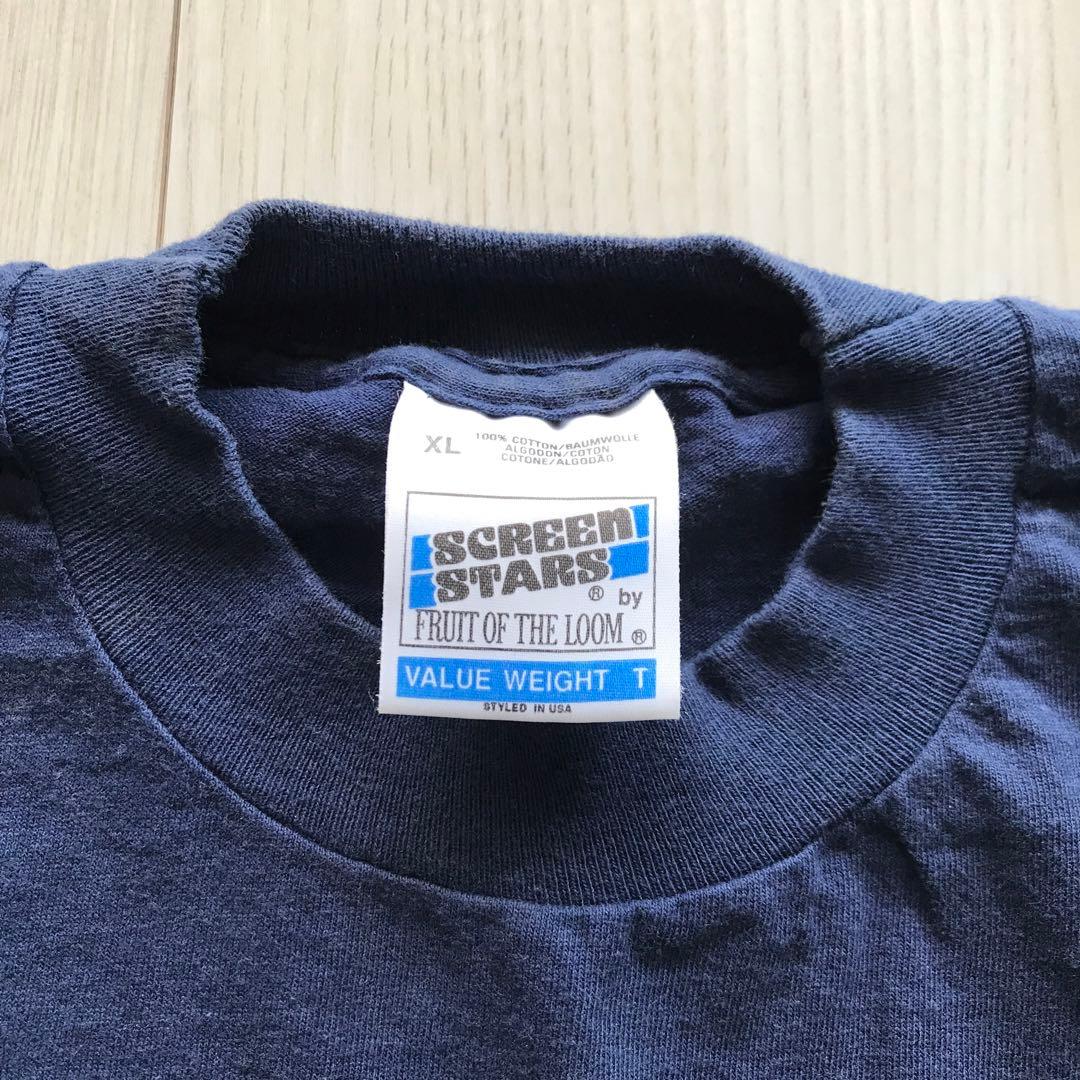 XL
100% COTTON/BAUMWOLLE
ALGODON/COTON
COTONE/ALGODÃO
SCREEN
STARS
® by
FRUIT OF THE LOOM ®
VALUE WEIGHT T
STYLED IN USA